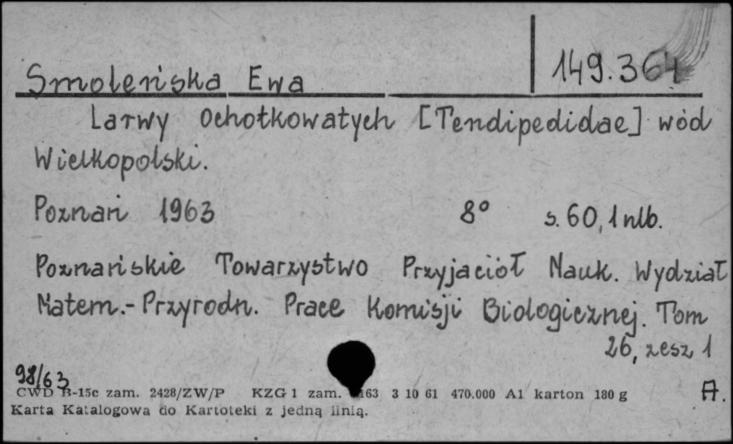 149.364
Smoleńska Ewa
Larwy Ochotkowatych [Tendipedidae] wód
Wielkopolski.
Poznań 1963 8° s. 60, 1 nlb.
Poznańskie Towarzystwo Przyjaciół Nauk. Wydział
Matem.-Przyrodn. Prace Komisji Biologicznej. Tom
26, zesz 1
98/63
CWD B-15c zam. 2428/ZW/P KZG 1 zam. 3 10 61 470.000 A1 karton 180 g A.
Karta Katalogowa do Kartoteki z jedną linią.